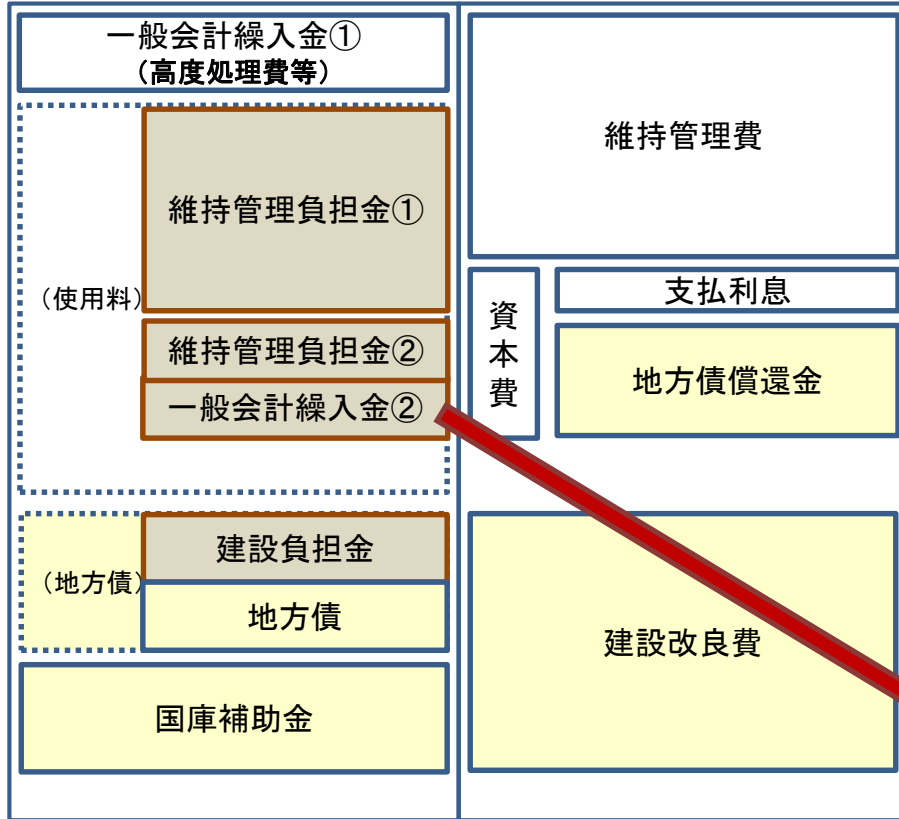 一般会計繰入金①
(高度処理費等)
(使用料)
維持管理負担金①
維持管理負担金②
一般会計繰入金②
(地方債)
建設負担金
地方債
国庫補助金
維持管理費
資本費
支払利息
地方債償還金
建設改良費